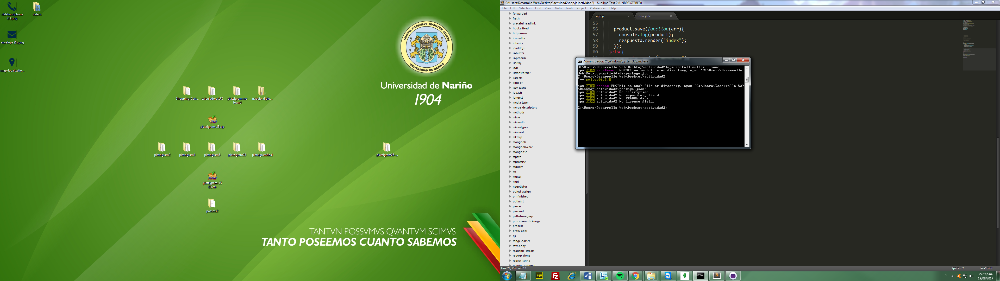 old-handphone
(1).png
videos
envelope (1).png
map-localizatio...
TANTVM POSSVMVS QVANTVM SCIMVS
UNIVERSIDAD DE NARIÑO
Universidad de Nariño
1904
Shopping-Cart...
calculadorasUC
platzigram-no
found
trabajo-diplo...
platzigram-23.zip
platzigram2
platzigram4
platzigram5
platzigram23
platzigramfinal
platzigram26-...
platzigram-15
(1).rar
posscss2
TANTVN POSSVMVS QVANTVM SCIMVS
TANTO POSEEMOS CUANTO SABEMOS
C:\Users\Desarrollo Web\Desktop\actividad2\app.js (actividad2) - Sublime Text 2 (UNREGISTERED)
File Edit Selection Find View Goto Tools Project Preferences Help
forwarded
fresh
graceful-readlink
hooks-fixed
http-errors
iconv-lite
inherits
ipaddr.js
is-buffer
is-promise
isarray
jade
jstransformer
kareem
kind-of
lazy-cache
lodash
longest
media-typer
merge-descriptors
methods
mime
mime-db
mime-types
minimist
mkdirp
mongodb
mongodb-core
mongoose
mpath
mpromise
mquery
ms
multer
muri
negotiator
object-assign
on-finished
optimist
parser
parseurl
path-to-regexp
process-nextick-args
promise
proxy-addr
qs
range-parser
raw-body
readable-stream
regexp-clone
repeat-string
require-optional
app.js
new.jade
55
56 product.save(function(err){
57 console.log(product);
58 respuesta.render("index");
59 });
60 }else{
61 respuesta.render("menu/new");
Administrador: C:\Windows\system32\cmd.exe
C:\Users\Desarrollo Web\Desktop\actividad2>npm install multer --save
npm WARN saveError ENOENT: no such file or directory, open 'C:\Users\Desarrollo
Web\Desktop\actividad2\package.json'
C:\Users\Desarrollo Web\Desktop\actividad2
`-- multer@1.3.0
npm WARN enoent ENOENT: no such file or directory, open 'C:\Users\Desarrollo Web
\Desktop\actividad2\package.json'
npm WARN actividad2 No description
npm WARN actividad2 No repository field.
npm WARN actividad2 No README data
npm WARN actividad2 No license field.
C:\Users\Desarrollo Web\Desktop\actividad2>
Line 72, Column 18
Spaces: 2
JavaScript
ES
05:29 p.m.
19/08/2017